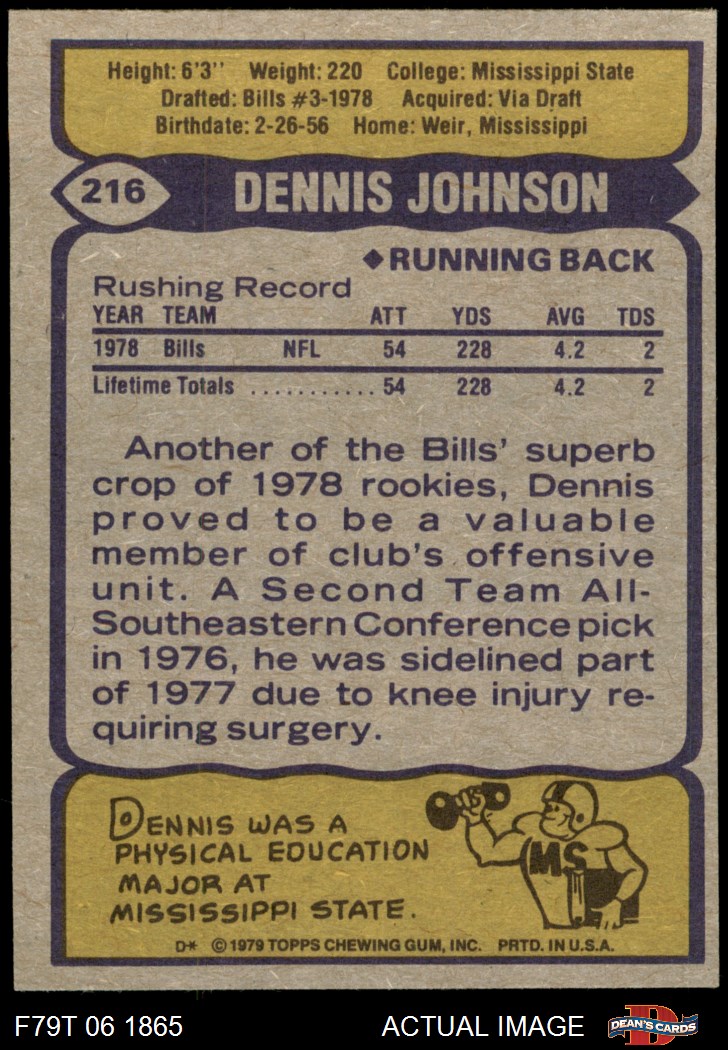 Height: 6'3'' Weight: 220 College: Mississippi State
Drafted: Bills #3-1978 Acquired: Via Draft
Birthdate: 2-26-56 Home: Weir, Mississippi
216 DENNIS JOHNSON
◆RUNNING BACK
Rushing Record
YEAR TEAM ATT YDS AVG TDS
1978 Bills NFL 54 228 4.2 2
Lifetime Totals ............ 54 228 4.2 2
Another of the Bills' superb
crop of 1978 rookies, Dennis
proved to be a valuable
member of club's offensive
unit. A Second Team All-
Southeastern Conference pick
in 1976, he was sidelined part
of 1977 due to knee injury re-
quiring surgery.
DENNIS WAS A
PHYSICAL EDUCATION
MAJOR AT
MISSISSIPPI STATE.
MS
D* © 1979 TOPPS CHEWING GUM, INC. PRTD. IN U.S.A.
F79T 06 1865 ACTUAL IMAGE D DEAN'S CARDS